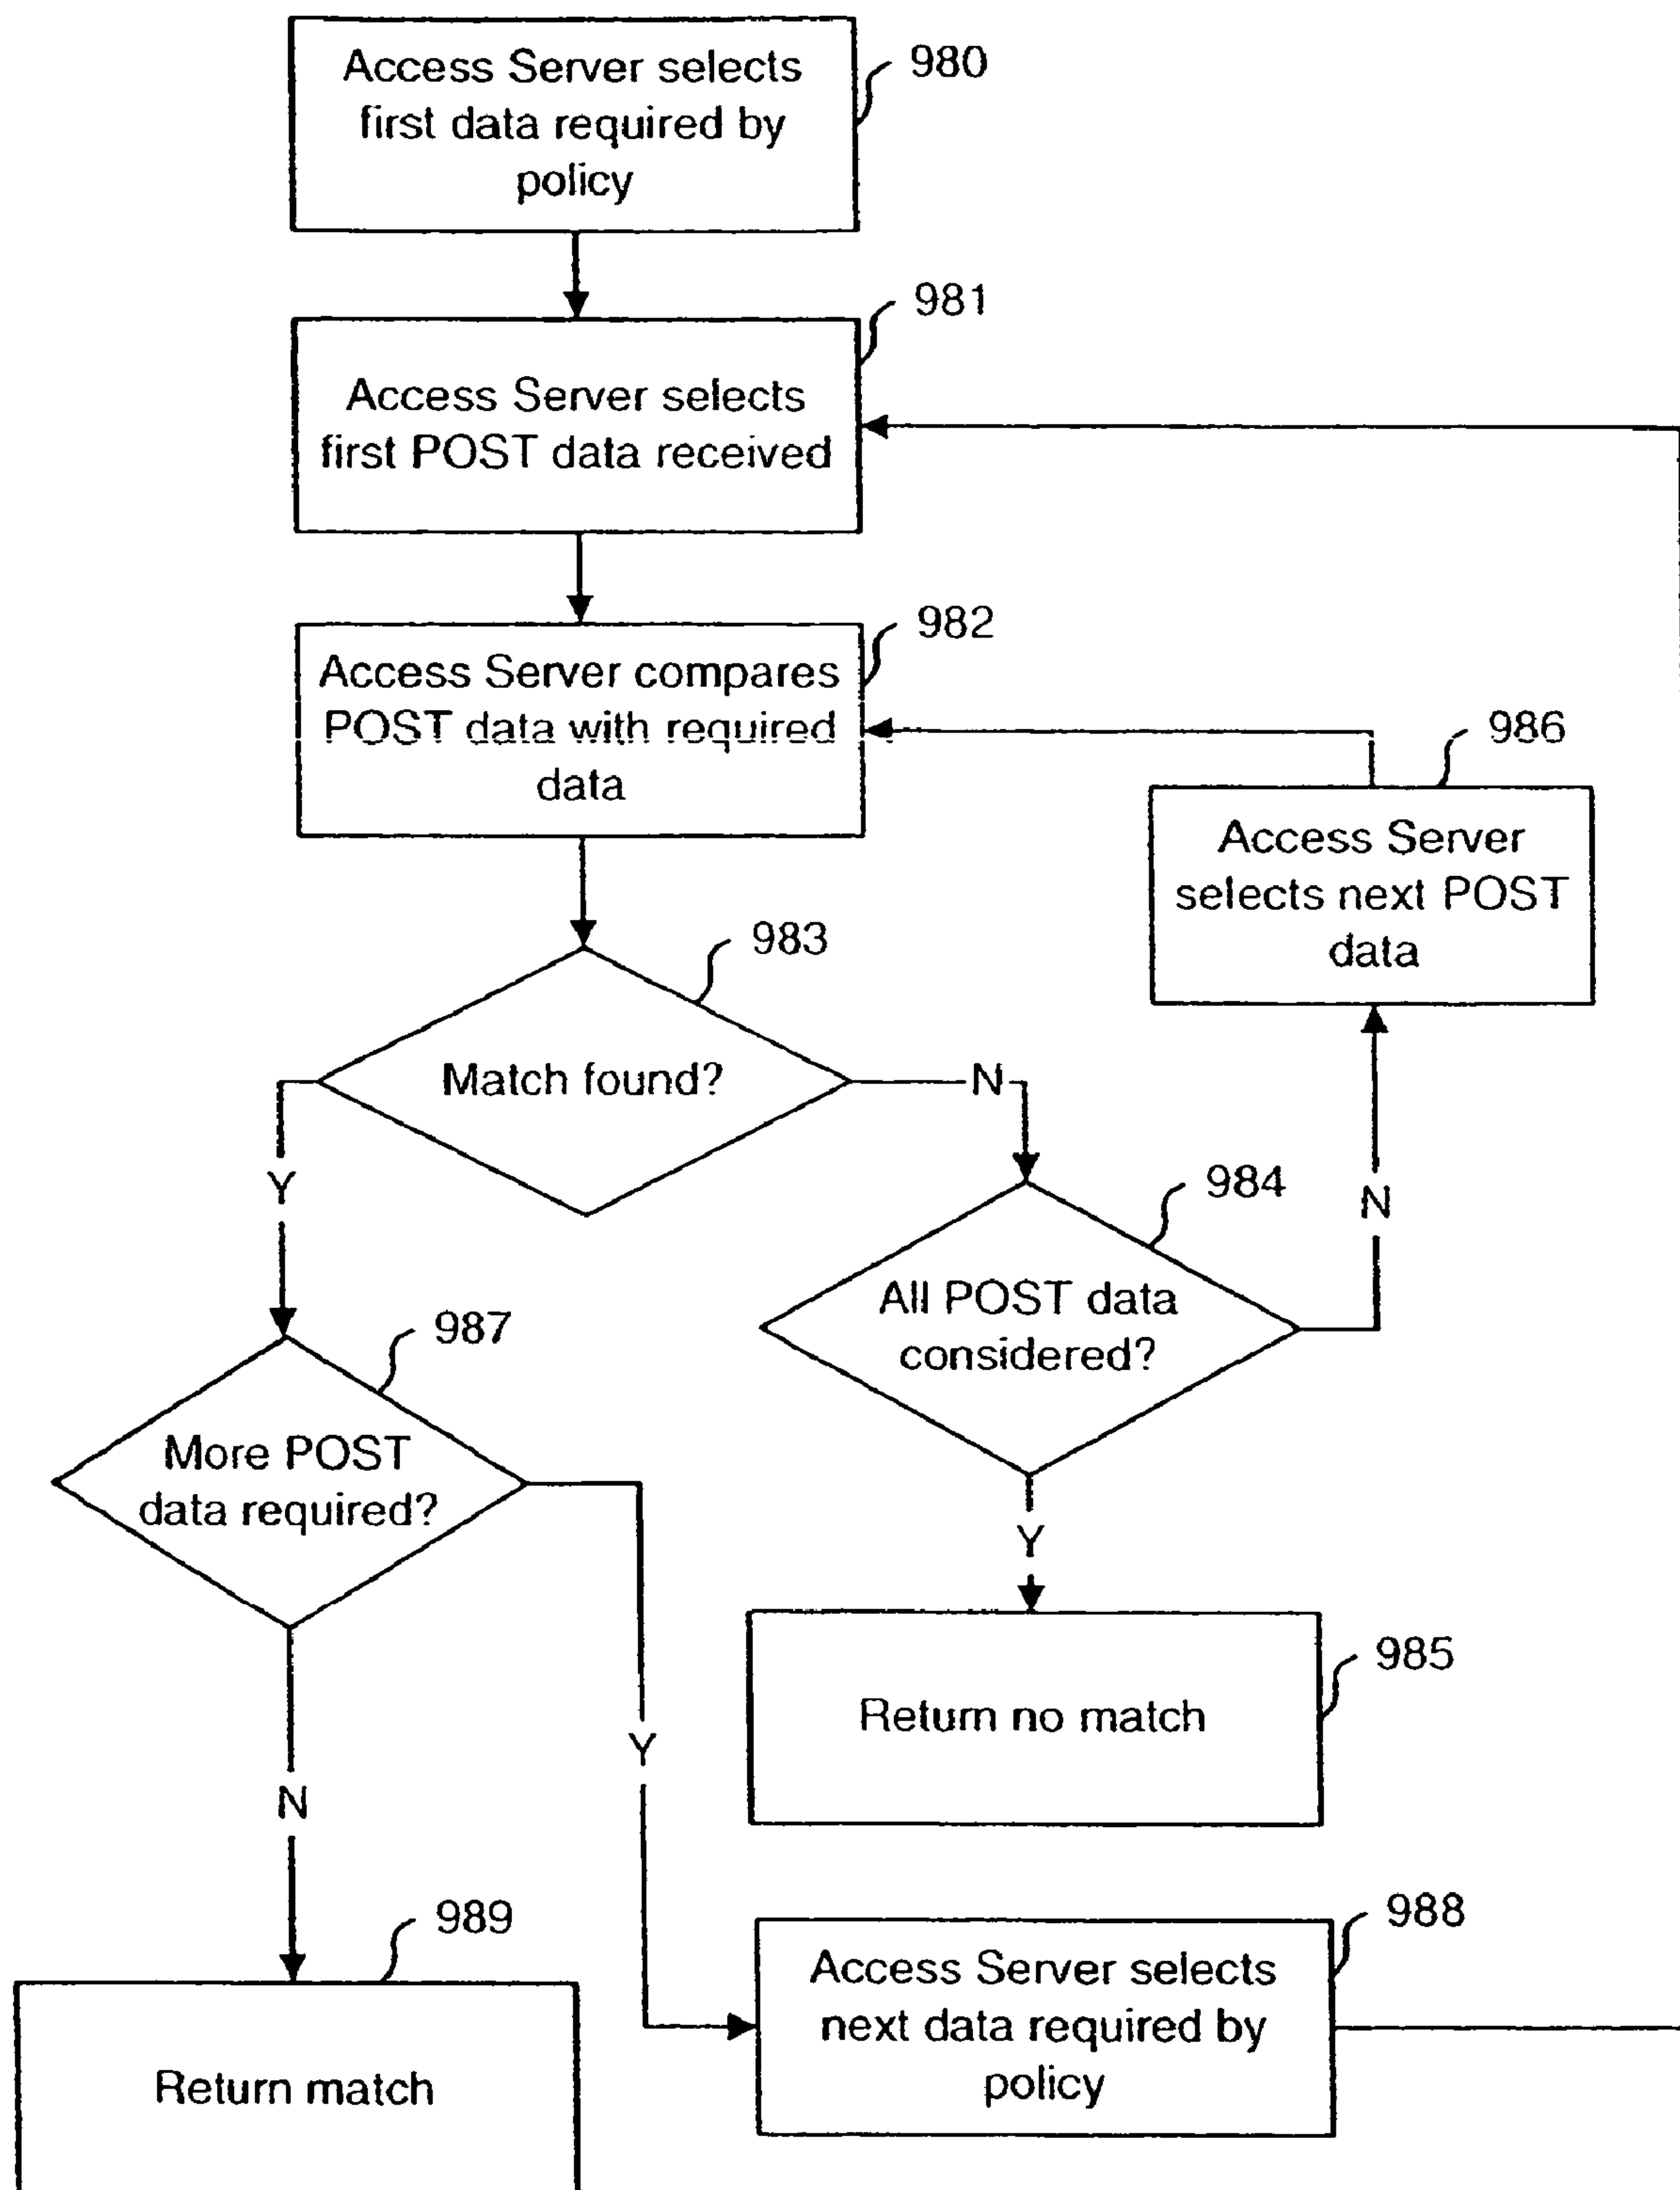 Access Server selects
first data required by
policy
980
Access Server selects
first POST data received
981
Access Server compares
POST data with required
data
982
Access Server
selects next POST
data
986
Match found?
983
Y
N
All POST data
considered?
984
N
Y
More POST
data required?
987
Y
N
Return no match
985
Access Server selects
next data required by
policy
988
Return match
989